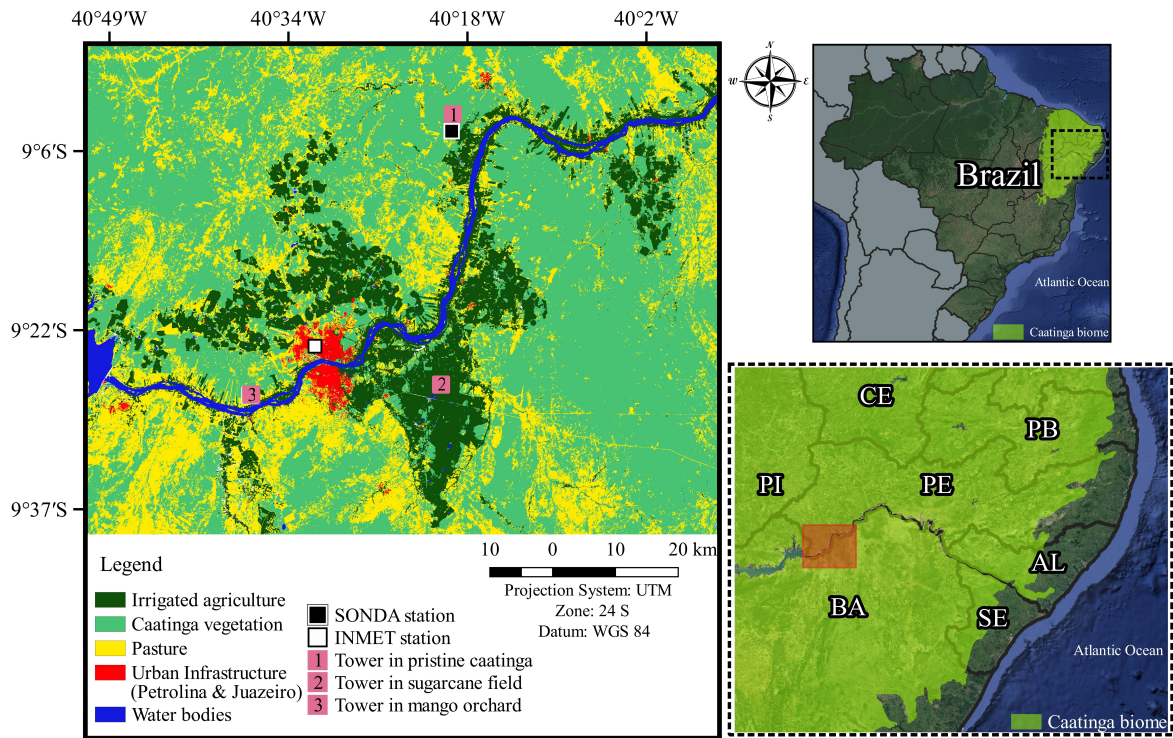 40°49'W 40°34'W 40°18'W 40°2'W
9°6'S
9°22'S
9°37'S
1
2
3
Legend
Irrigated agriculture
Caatinga vegetation
Pasture
Urban Infrastructure
(Petrolina & Juazeiro)
Water bodies
10 0 10 20 km
Projection System: UTM
Zone: 24 S
Datum: WGS 84
SONDA station
INMET station
1 Tower in pristine caatinga
2 Tower in sugarcane field
3 Tower in mango orchard
N
W E
S
Brazil
Atlantic Ocean
Caatinga biome
CE
PB
PI
PE
AL
BA
SE
Atlantic Ocean
Caatinga biome